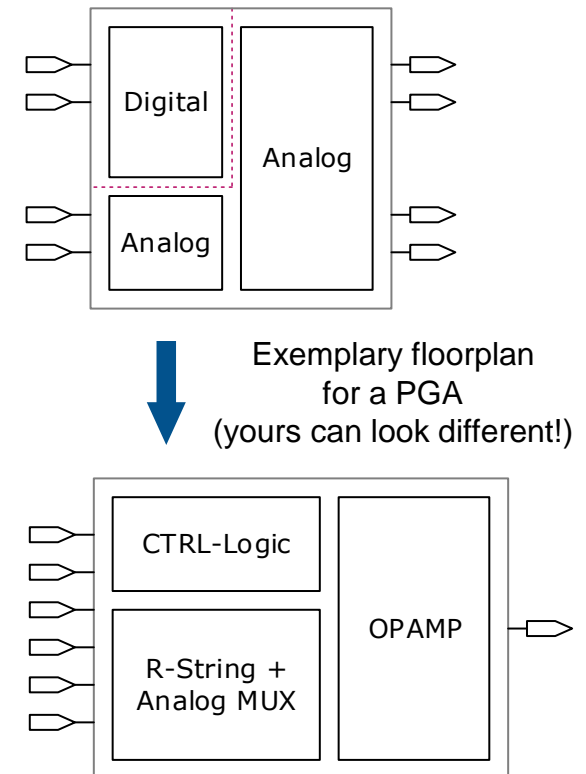 Digital
Analog
Analog
Exemplary floorplan
for a PGA
(yours can look different!)
CTRL-Logic
OPAMP
R-String +
Analog MUX